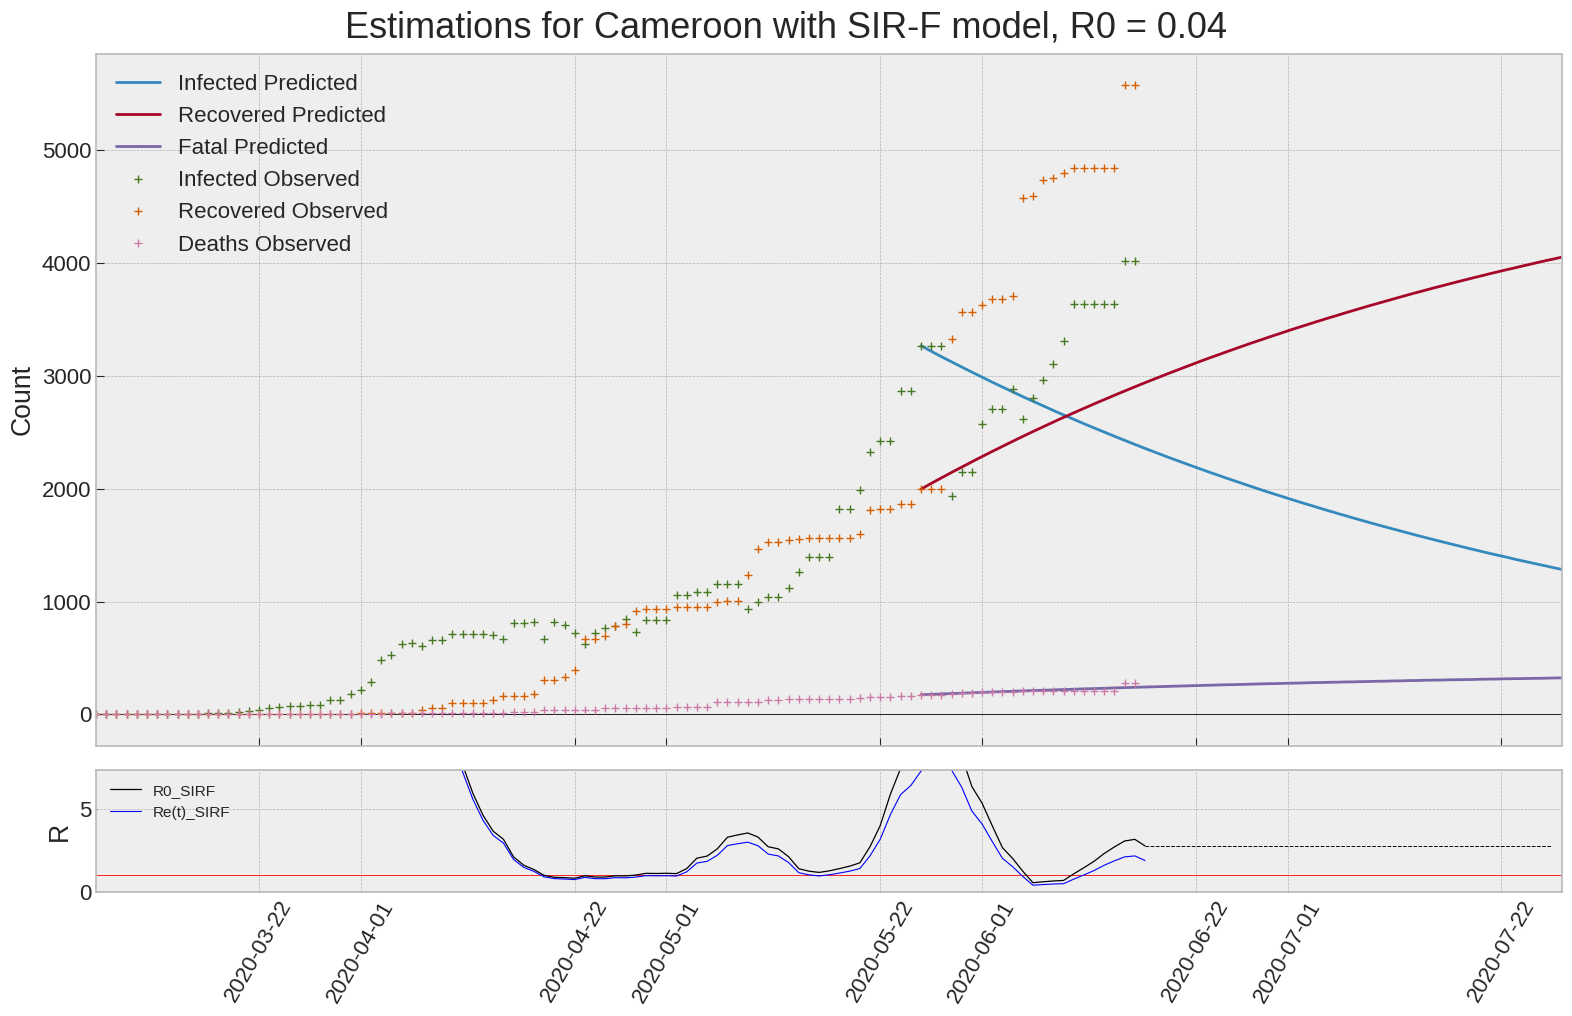 Estimations for Cameroon with SIR-F model, R0 = 0.04
Infected Predicted
Recovered Predicted
Fatal Predicted
Infected Observed
Recovered Observed
Deaths Observed
5000
4000
3000
2000
1000
0
Count
R0_SIRF
Re(t)_SIRF
5
0
R
2020-03-22
2020-04-01
2020-04-22
2020-05-01
2020-05-22
2020-06-01
2020-06-22
2020-07-01
2020-07-22